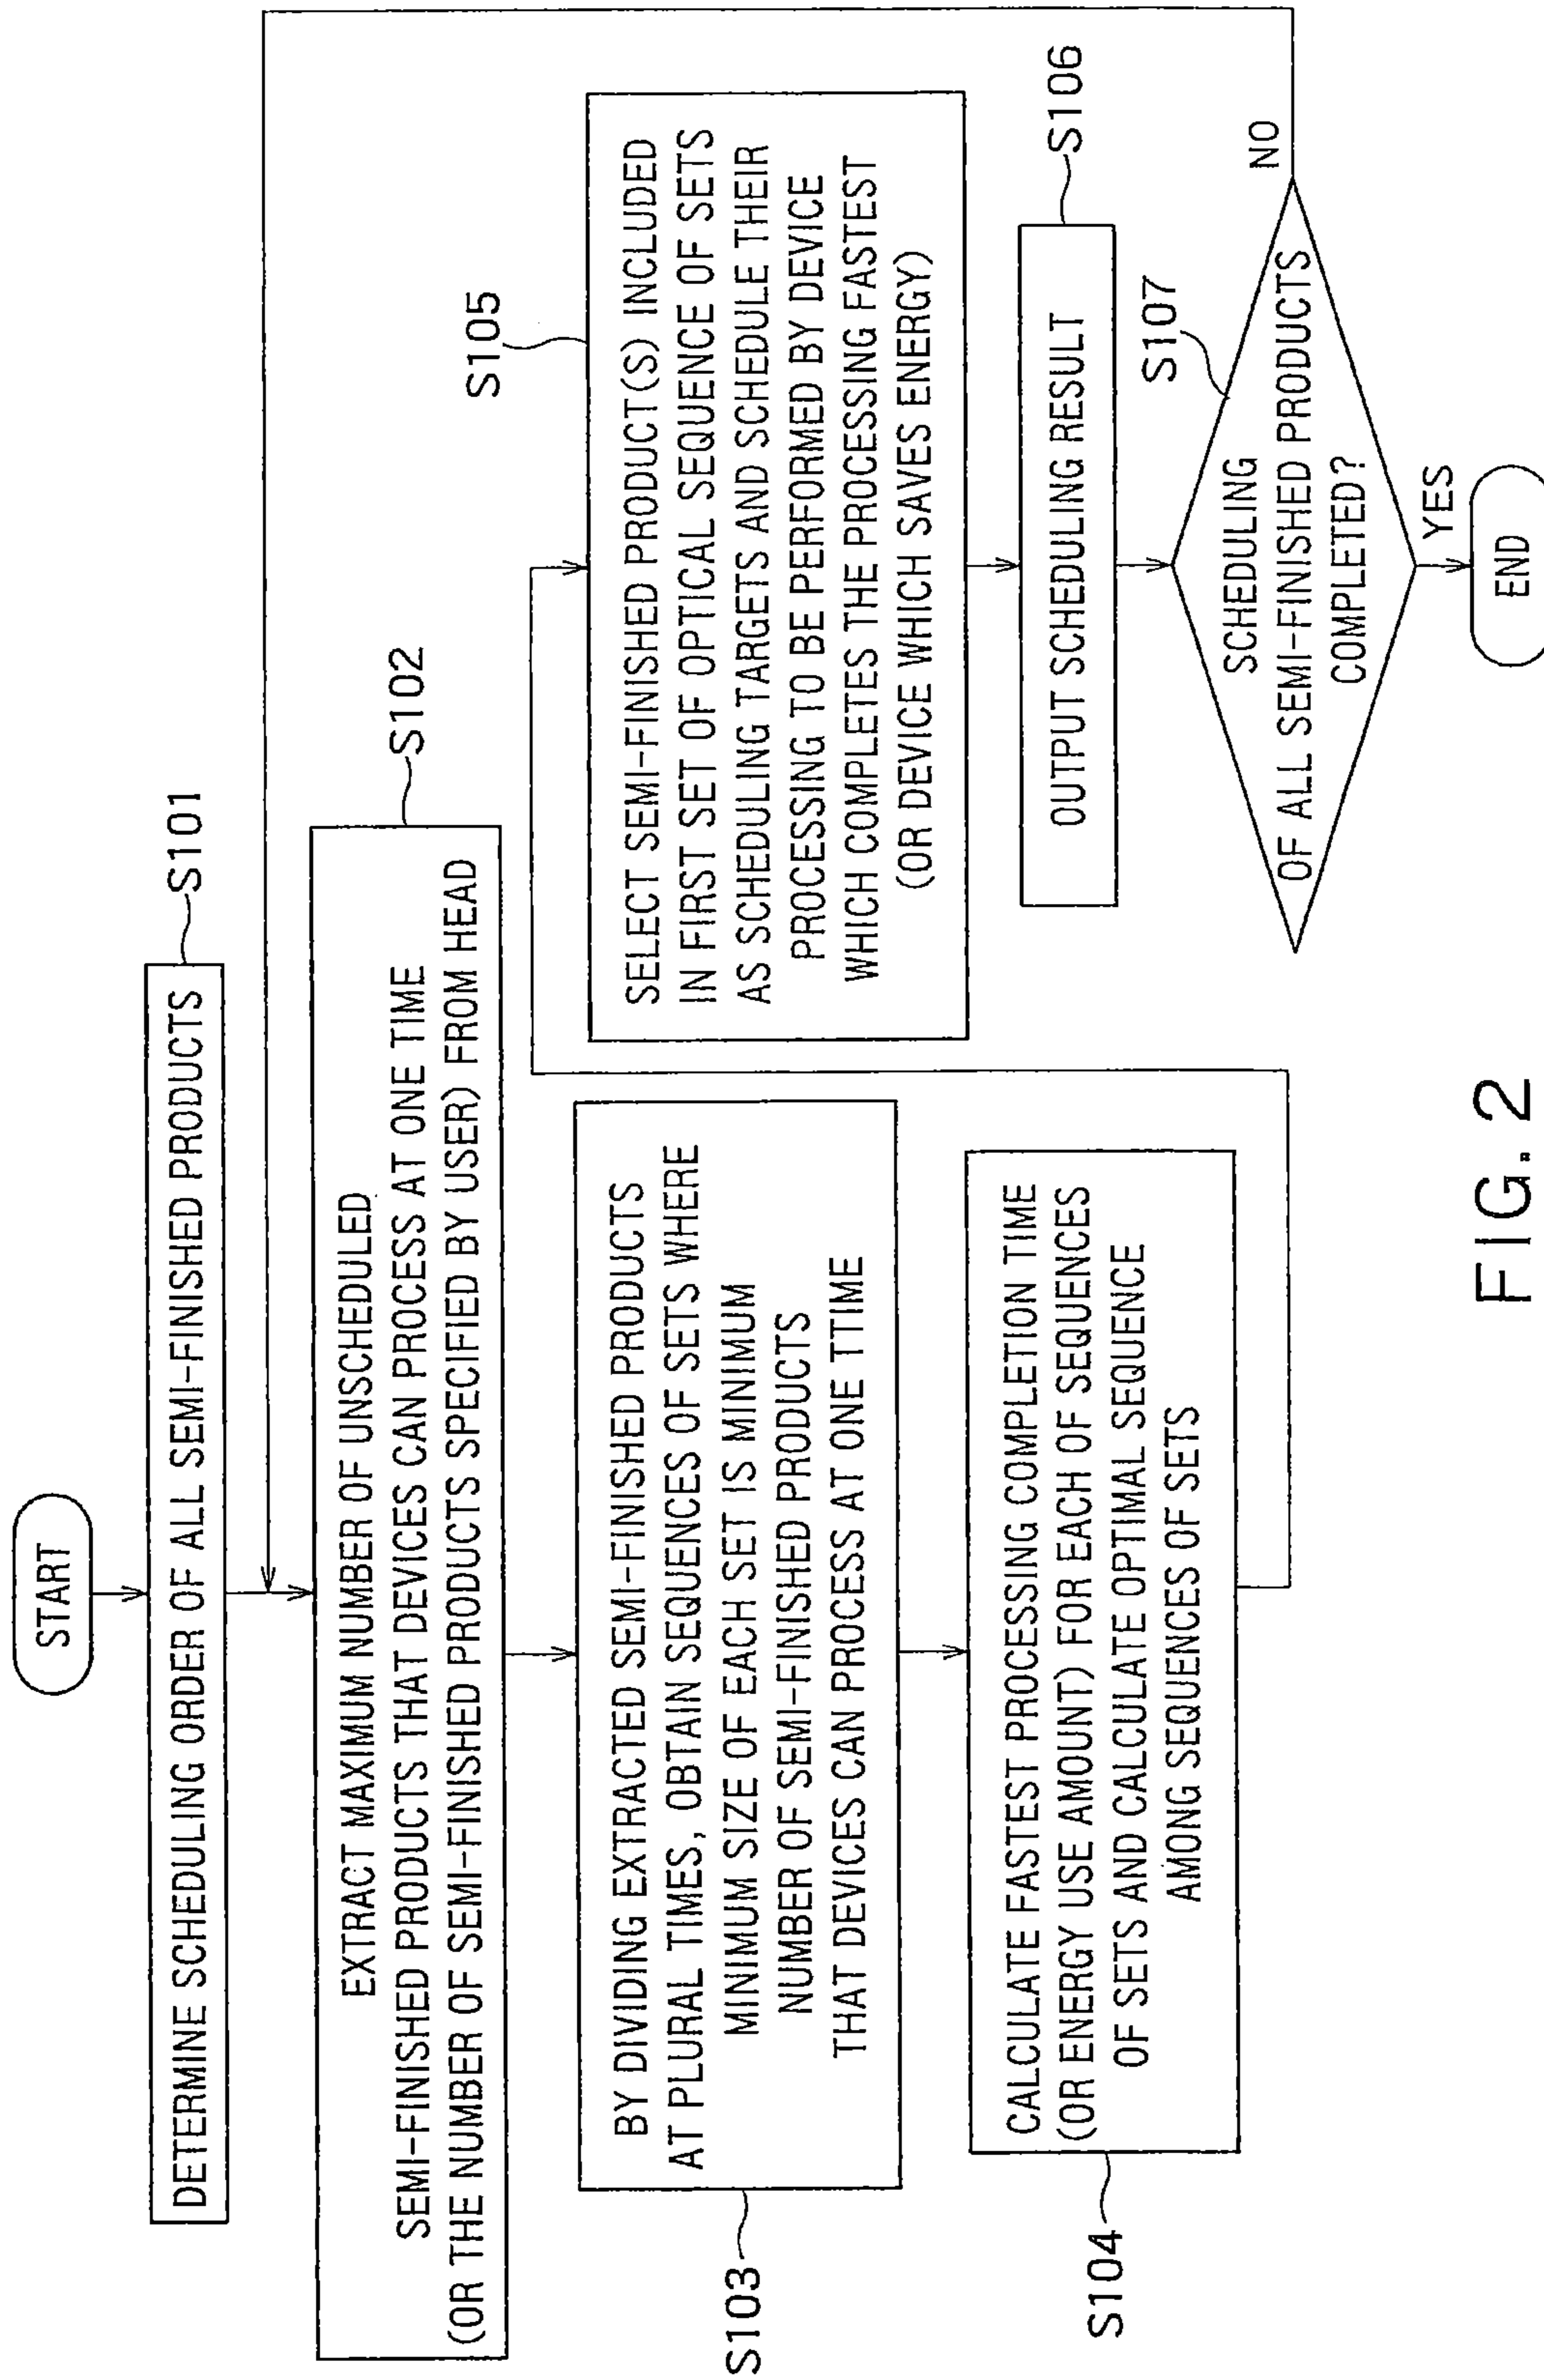 START
DETERMINE SCHEDULING ORDER OF ALL SEMI-FINISHED PRODUCTS
S101
EXTRACT MAXIMUM NUMBER OF UNSCHEDULED
SEMI-FINISHED PRODUCTS THAT DEVICES CAN PROCESS AT ONE TIME
(OR THE NUMBER OF SEMI-FINISHED PRODUCTS SPECIFIED BY USER) FROM HEAD
S102
S103
BY DIVIDING EXTRACTED SEMI-FINISHED PRODUCTS
AT PLURAL TIMES, OBTAIN SEQUENCES OF SETS WHERE
MINIMUM SIZE OF EACH SET IS MINIMUM
NUMBER OF SEMI-FINISHED PRODUCTS
THAT DEVICES CAN PROCESS AT ONE TTIME
S104
CALCULATE FASTEST PROCESSING COMPLETION TIME
(OR ENERGY USE AMOUNT) FOR EACH OF SEQUENCES
OF SETS AND CALCULATE OPTIMAL SEQUENCE
AMONG SEQUENCES OF SETS
S105
SELECT SEMI-FINISHED PRODUCT(S) INCLUDED
IN FIRST SET OF OPTICAL SEQUENCE OF SETS
AS SCHEDULING TARGETS AND SCHEDULE THEIR
PROCESSING TO BE PERFORMED BY DEVICE
WHICH COMPLETES THE PROCESSING FASTEST
(OR DEVICE WHICH SAVES ENERGY)
OUTPUT SCHEDULING RESULT
S106
S107
SCHEDULING
OF ALL SEMI-FINISHED PRODUCTS
COMPLETED?
NO
YES
END
FIG. 2